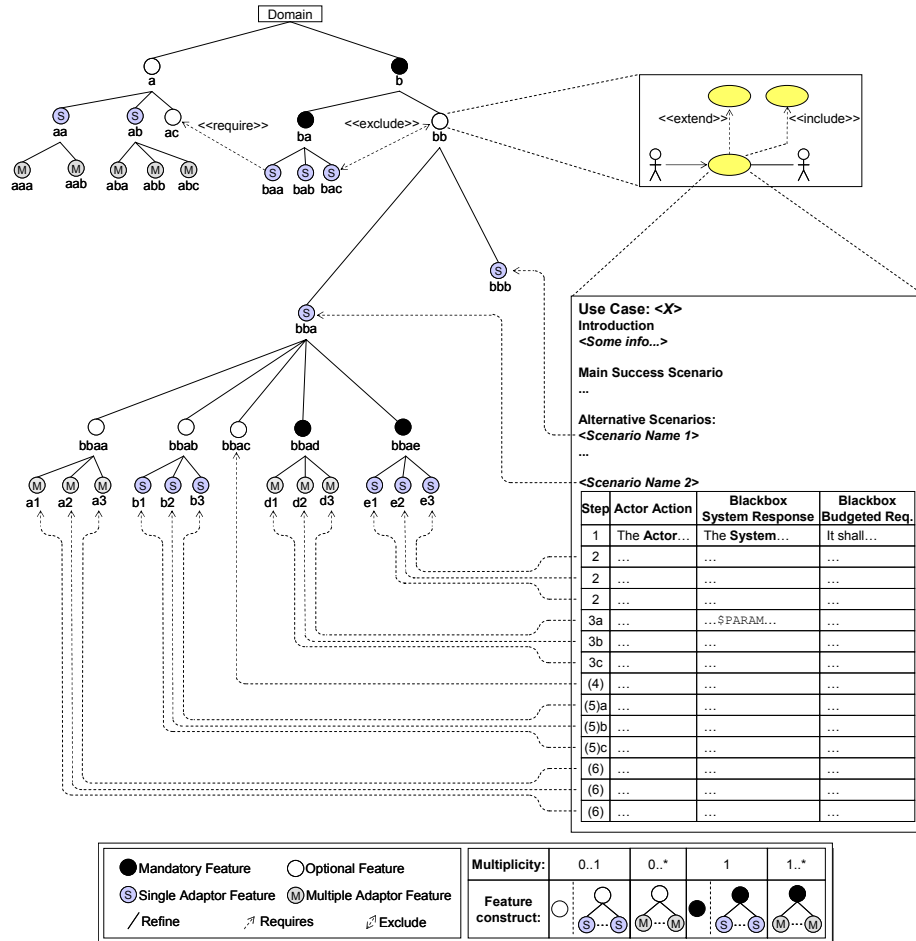 Domain
a
b
S
aa
S
ab
ac
<<require>>
ba
<<exclude>>
bb
<<extend>>
<<include>>
M
aaa
M
aab
M
aba
M
abb
M
abc
S
baa
S
bab
S
bac
S
bbb
S
bba
Use Case: <X>
Introduction
<Some info...>
Main Success Scenario
...
Alternative Scenarios:
<Scenario Name 1>
...
<Scenario Name 2>
bbaa
bbab
bbac
bbad
bbae
M M M
a1 a2 a3
S S S
b1 b2 b3
M M M
d1 d2 d3
S S S
e1 e2 e3
Step Actor Action Blackbox System Response Blackbox Budgeted Req.
1 The Actor… The System… It shall…
2 … … …
2 … … …
2 … … …
3a … …$PARAM… …
3b … … …
3c … … …
(4) … … …
(5)a … … …
(5)b … … …
(5)c … … …
(6) … … …
(6) … … …
(6) … … …
Mandatory Feature Optional Feature
S Single Adaptor Feature M Multiple Adaptor Feature
Refine Requires Exclude
Multiplicity: 0..1 0..* 1 1..*
Feature construct: S S M M S S M M